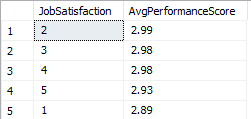 JobSatisfaction AvgPerformanceScore
1 2 2.99
2 3 2.98
3 4 2.98
4 5 2.93
5 1 2.89